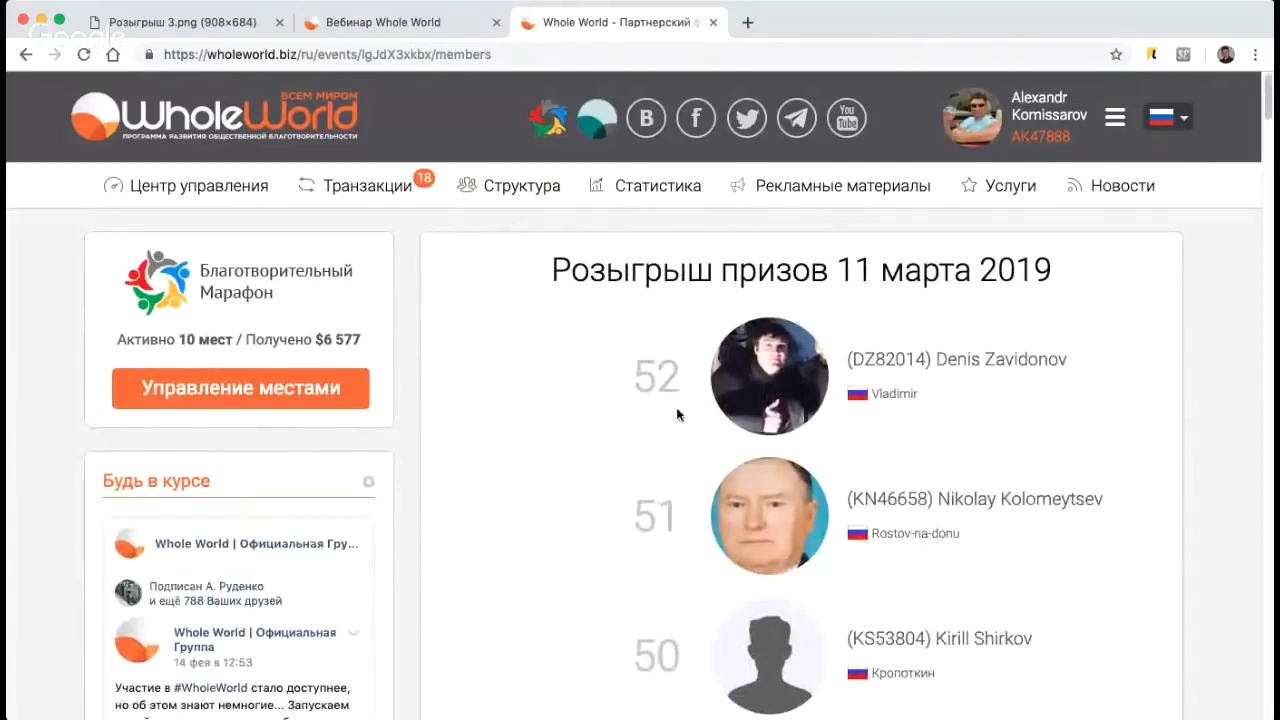 Розыгрыш 3.png (908×684)
Вебинар Whole World
Whole World - Партнерский
Google
https://wholeworld.biz/ru/events/IgJdX3xkbx/members
ВСЕМ МИРОМ
WholeWorld
ПРОГРАММА РАЗВИТИЯ ОБЩЕСТВЕННОЙ БЛАГОТВОРИТЕЛЬНОСТИ
B
f
You
Tube
Alexandr
Komissarov
AK47888
Центр управления
Транзакции
18
Структура
Статистика
Рекламные материалы
Услуги
Новости
Благотворительный
Марафон
Активно 10 мест / Получено $6 577
Управление местами
Будь в курсе
Whole World | Официальная Гру...
Подписан А. Руденко
и ещё 788 Ваших друзей
Whole World | Официальная
Группа
14 фев в 12:53
Участие в #WholeWorld стало доступнее,
но об этом знают немногие... Запускаем
Розыгрыш призов 11 марта 2019
52
(DZ82014) Denis Zavidonov
Vladimir
51
(KN46658) Nikolay Kolomeytsev
Rostov-na-donu
50
(KS53804) Kirill Shirkov
Кропоткин